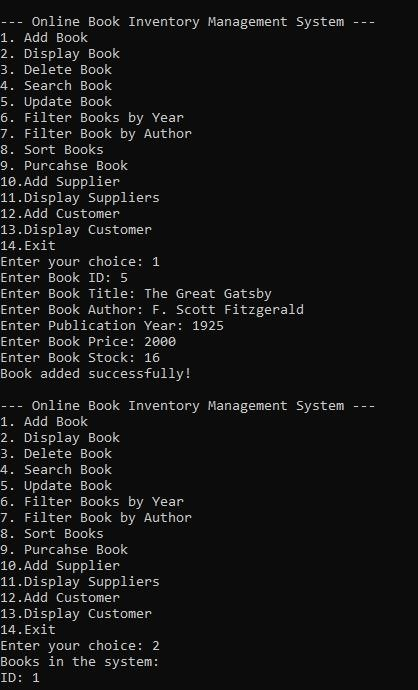 --- Online Book Inventory Management System ---
1. Add Book
2. Display Book
3. Delete Book
4. Search Book
5. Update Book
6. Filter Books by Year
7. Filter Book by Author
8. Sort Books
9. Purcahse Book
10.Add Supplier
11.Display Suppliers
12.Add Customer
13.Display Customer
14.Exit
Enter your choice: 1
Enter Book ID: 5
Enter Book Title: The Great Gatsby
Enter Book Author: F. Scott Fitzgerald
Enter Publication Year: 1925
Enter Book Price: 2000
Enter Book Stock: 16
Book added successfully!

--- Online Book Inventory Management System ---
1. Add Book
2. Display Book
3. Delete Book
4. Search Book
5. Update Book
6. Filter Books by Year
7. Filter Book by Author
8. Sort Books
9. Purcahse Book
10.Add Supplier
11.Display Suppliers
12.Add Customer
13.Display Customer
14.Exit
Enter your choice: 2
Books in the system:
ID: 1